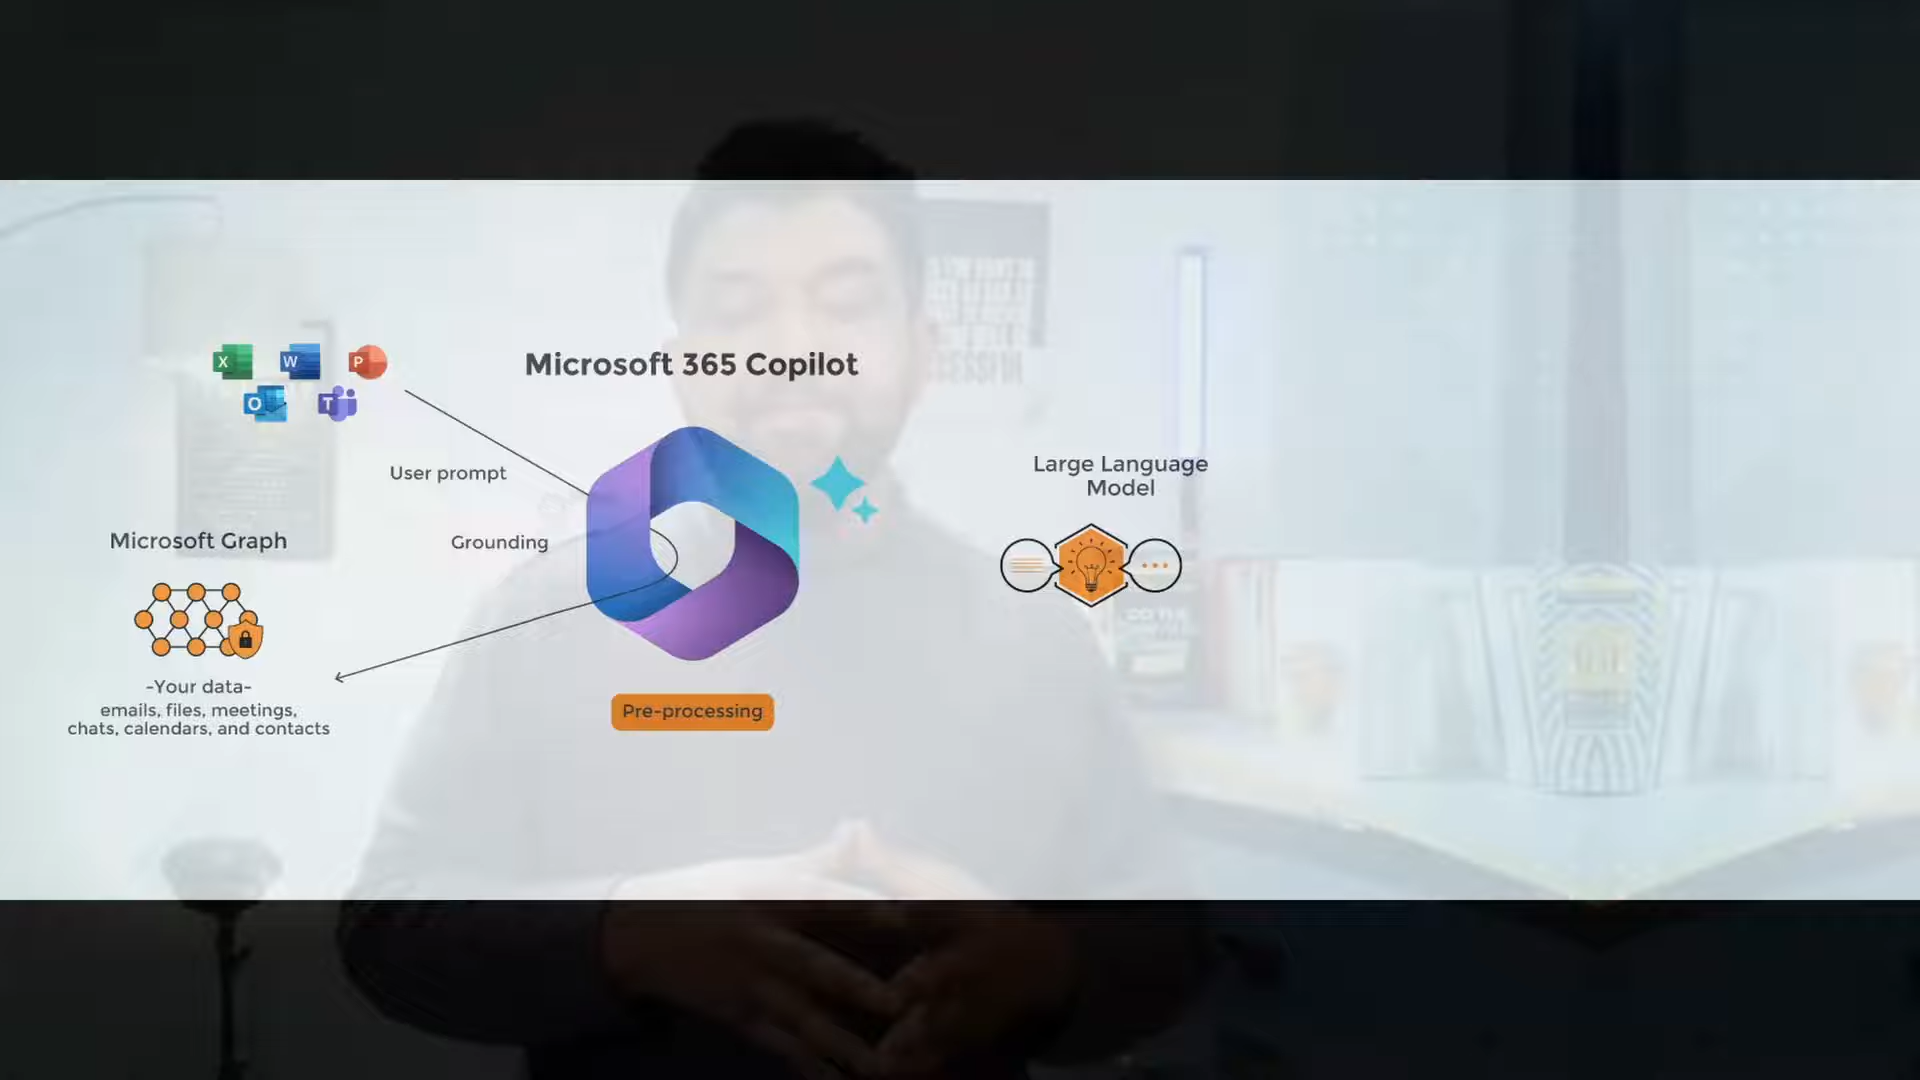 X
W
P
O
T
Microsoft 365 Copilot
User prompt
Large Language
Model
Microsoft Graph
Grounding
-Your data-
emails, files, meetings,
chats, calendars, and contacts
Pre-processing